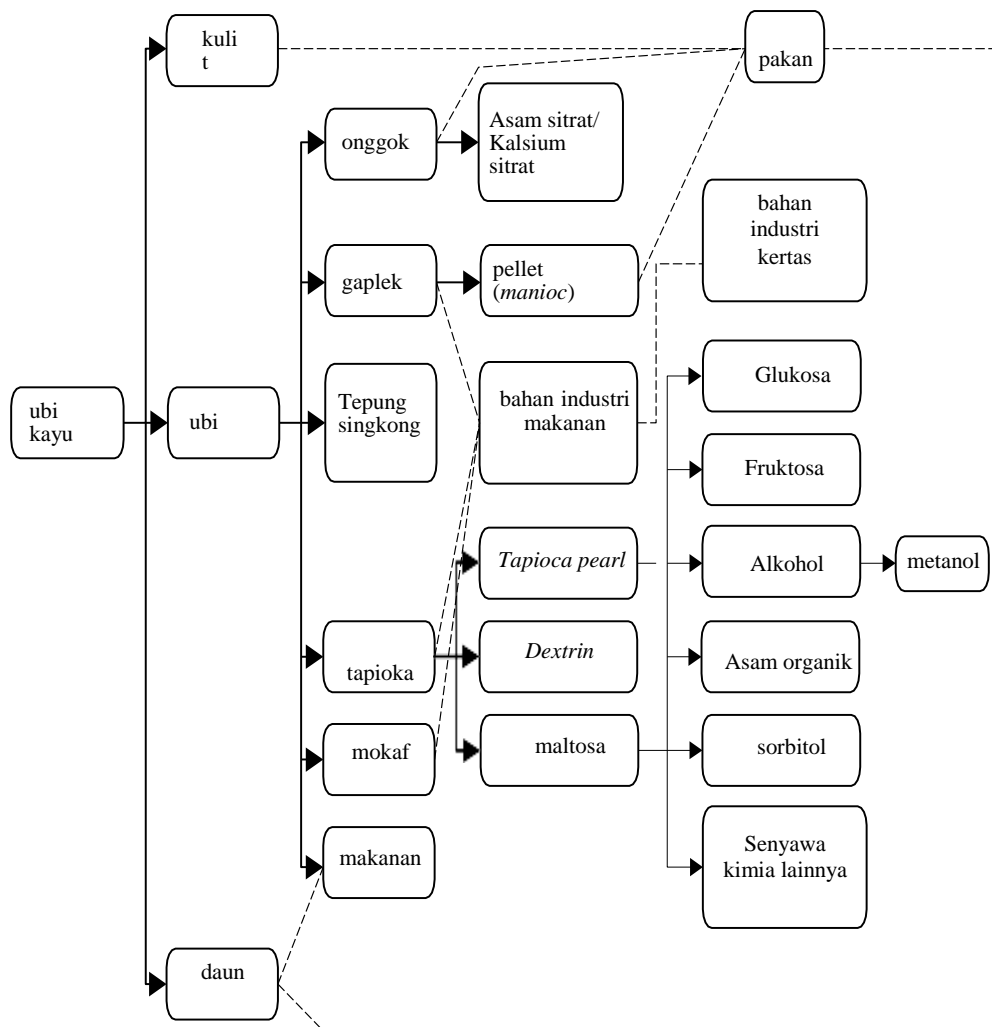 kuli
t
pakan
onggok
Asam sitrat/
Kalsium
sitrat
bahan
industri
kertas
gaplek
pellet
(manioc)
Glukosa
ubi
kayu
ubi
Tepung
singkong
bahan industri
makanan
Fruktosa
Tapioca pearl
Alkohol
metanol
tapioka
Dextrin
Asam organik
mokaf
maltosa
sorbitol
makanan
Senyawa
kimia lainnya
daun